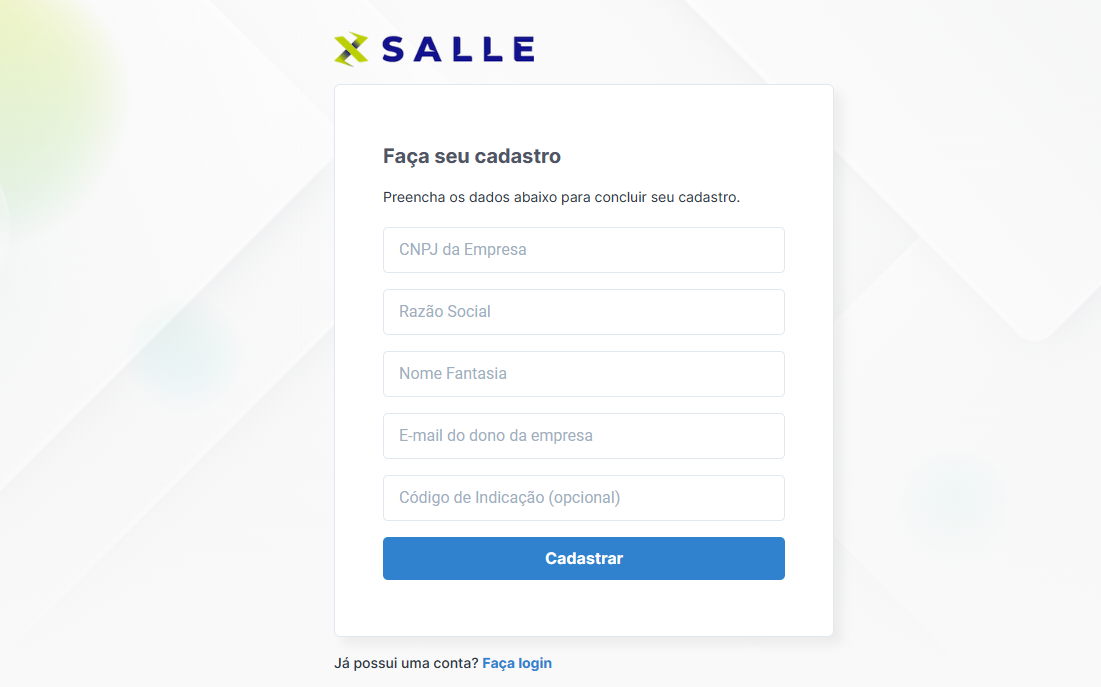 SALLE
Faça seu cadastro
Preencha os dados abaixo para concluir seu cadastro.
CNPJ da Empresa
Razão Social
Nome Fantasia
E-mail do dono da empresa
Código de Indicação (opcional)
Cadastrar
Já possui uma conta? Faça login